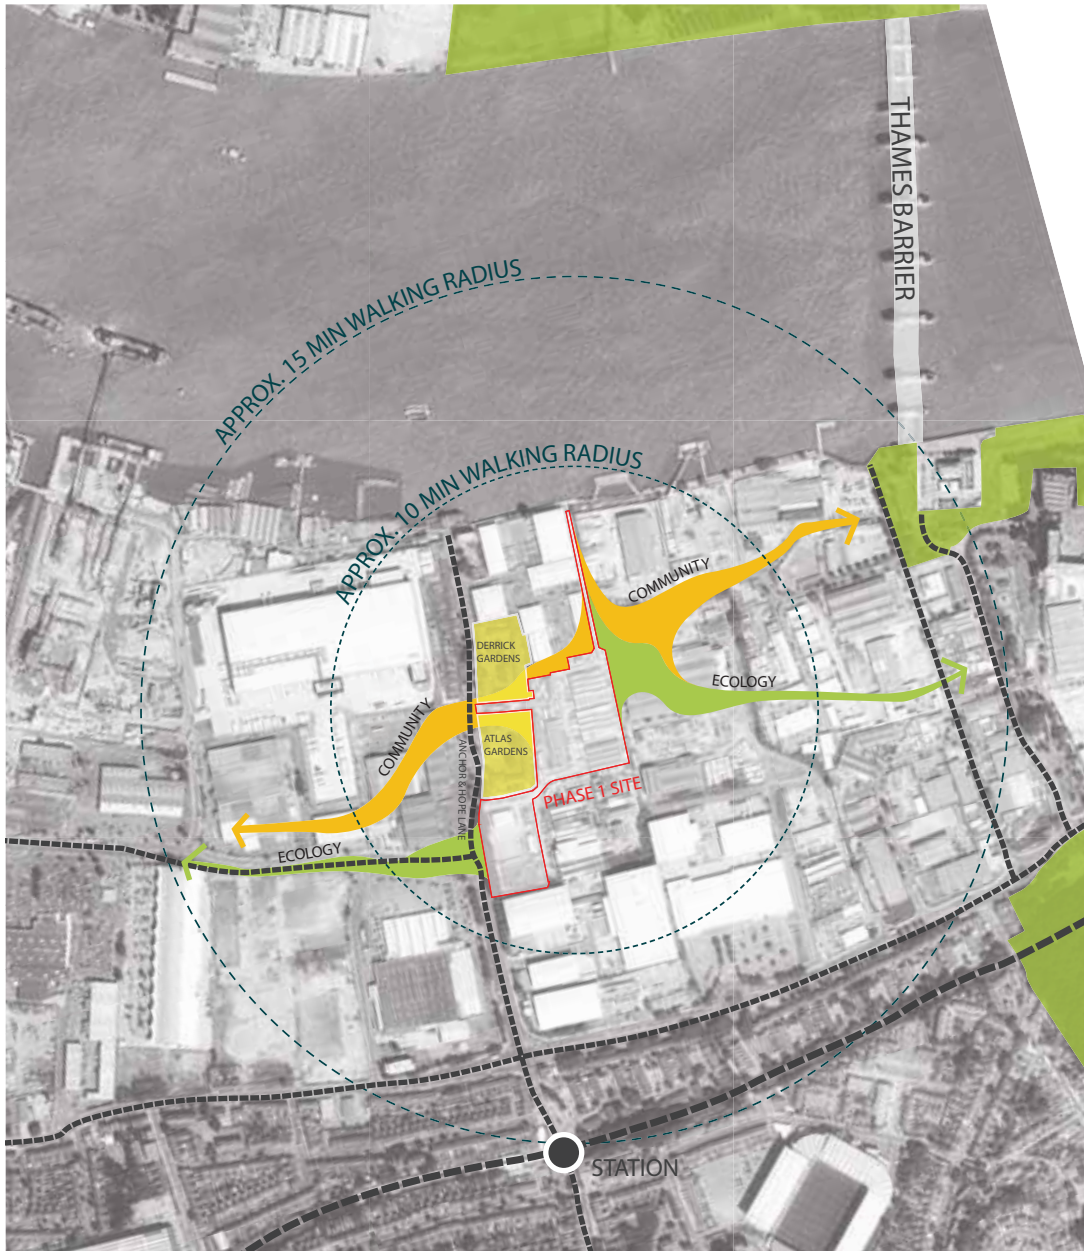 THAMES BARRIER
APPROX. 15 MIN WALKING RADIUS
APPROX. 10 MIN WALKING RADIUS
COMMUNITY
DERRICK
GARDENS
ECOLOGY
COMMUNITY
ATLAS
GARDENS
ANCHOR & HOPE LANE
PHASE 1 SITE
ECOLOGY
STATION